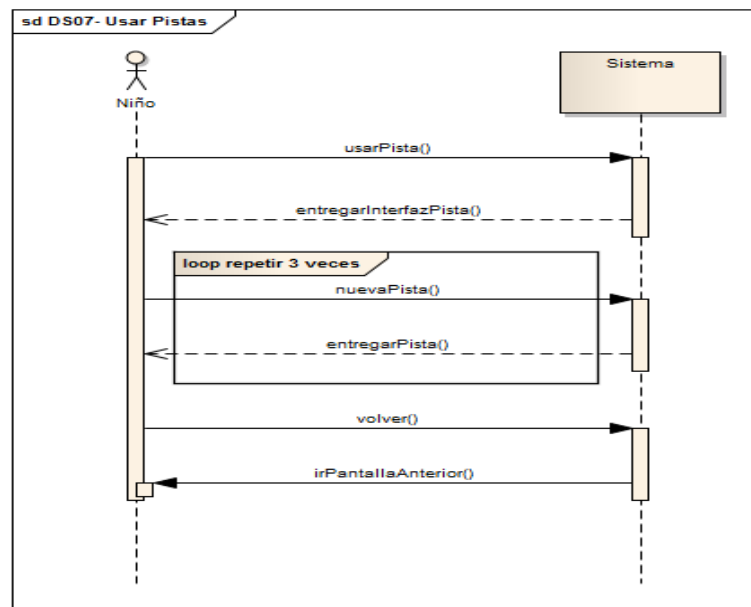 sd DS07- Usar Pistas
Niño
Sistema
usarPista()
entregarInterfazPista()
loop repetir 3 veces
nuevaPista()
entregarPista()
volver()
irPantallaAnterior()